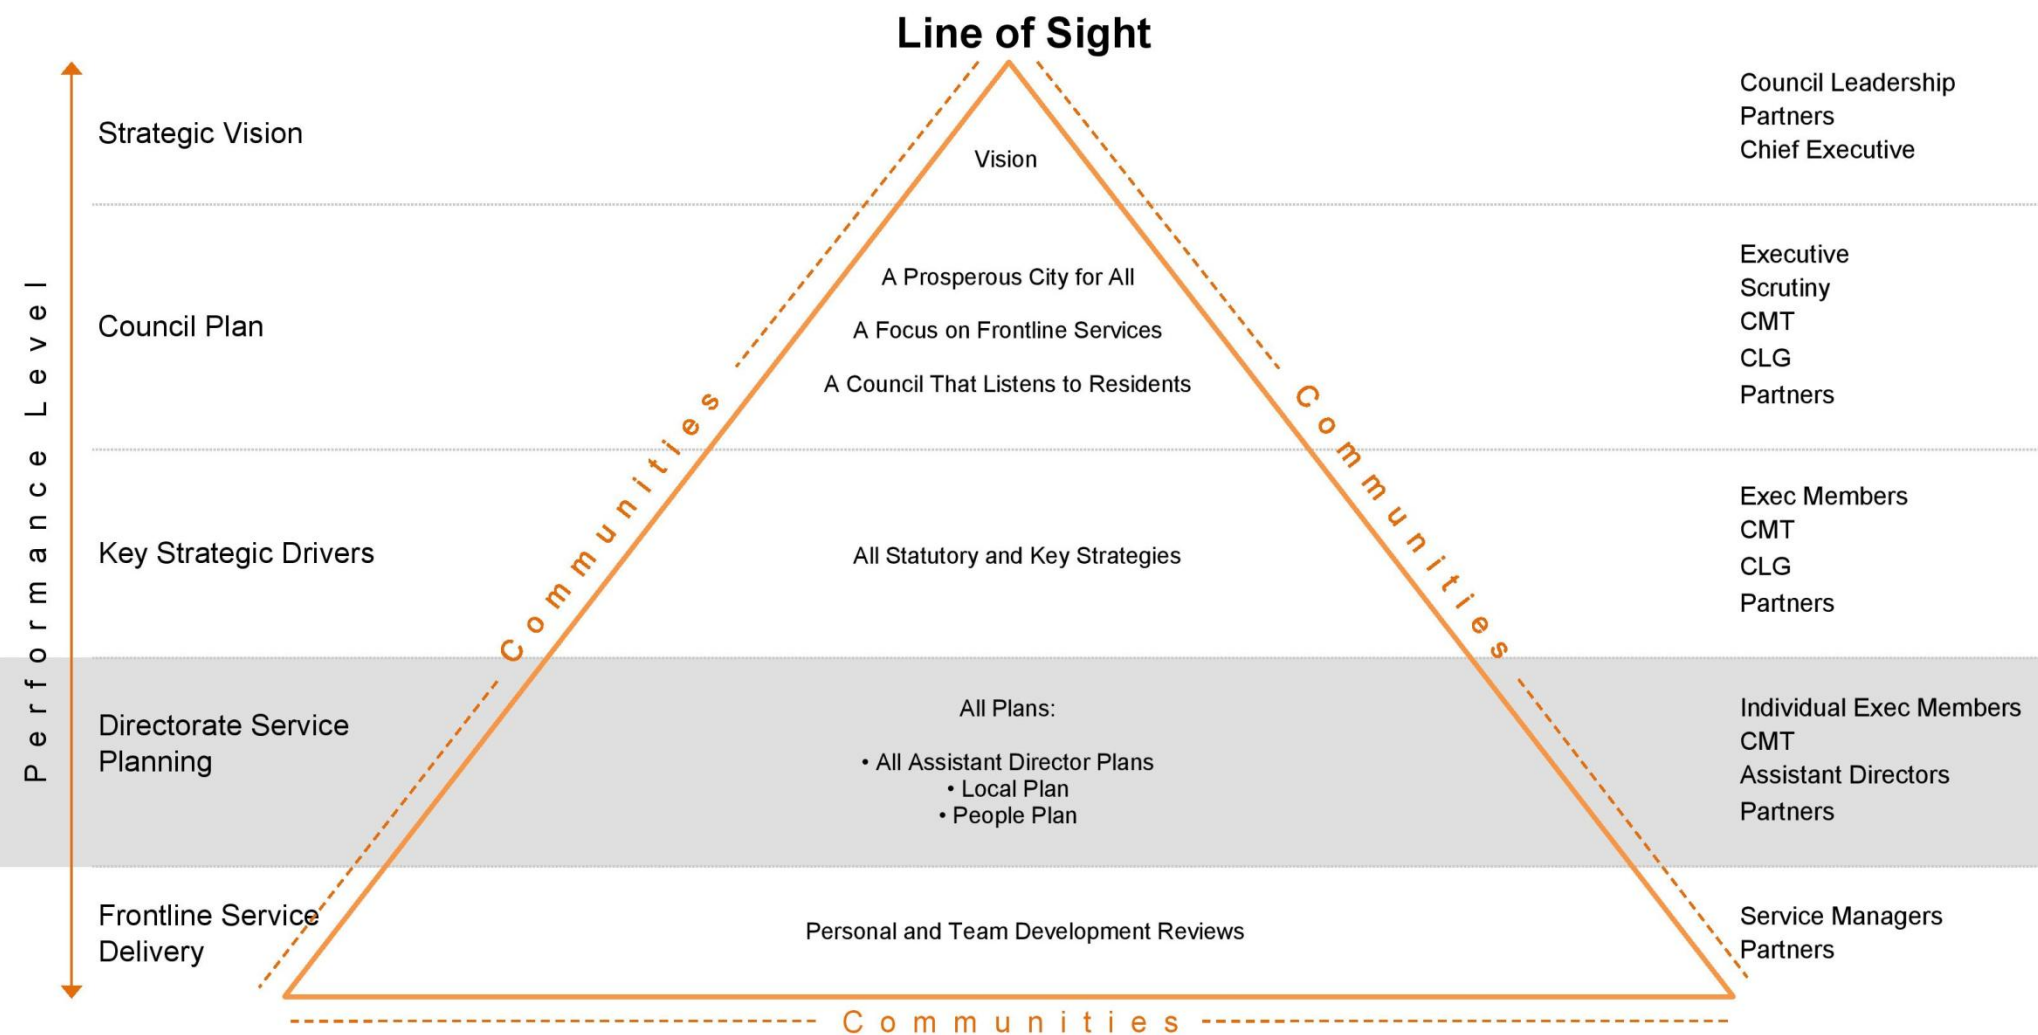 Line of Sight
Performance Level
Strategic Vision
Vision
Council Leadership
Partners
Chief Executive
Council Plan
A Prosperous City for All
A Focus on Frontline Services
A Council That Listens to Residents
Executive
Scrutiny
CMT
CLG
Partners
Communities
Communities
Key Strategic Drivers
All Statutory and Key Strategies
Exec Members
CMT
CLG
Partners
Directorate Service
Planning
All Plans:
• All Assistant Director Plans
• Local Plan
• People Plan
Individual Exec Members
CMT
Assistant Directors
Partners
Frontline Service
Delivery
Personal and Team Development Reviews
Service Managers
Partners
Communities